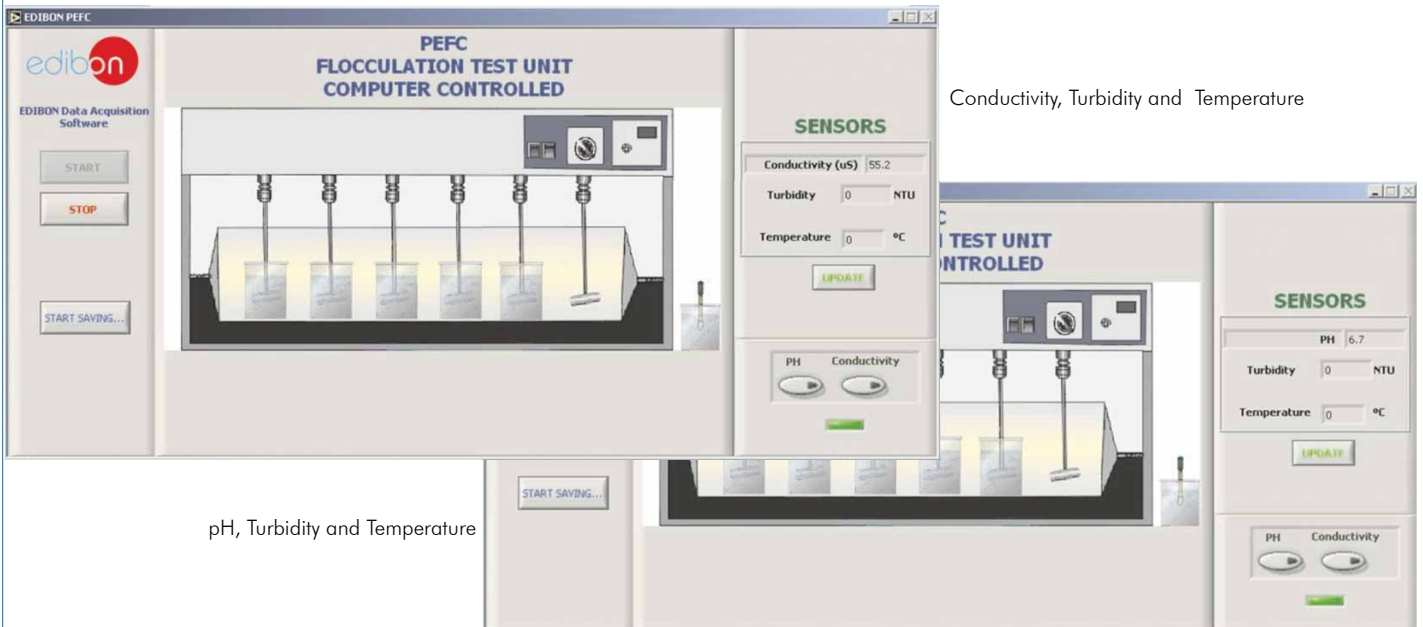 EDIBON PEFC
edibon
EDIBON Data Acquisition
Software
START
STOP
START SAVING...
PEFC
FLOCCULATION TEST UNIT
COMPUTER CONTROLLED
SENSORS
Conductivity (uS) 55.2
Turbidity 0 NTU
Temperature 0 ºC
UPDATE
PH Conductivity
Conductivity, Turbidity and Temperature
C
TEST UNIT
NTROLLED
SENSORS
PH 6.7
Turbidity 0 NTU
Temperature 0 ºC
UPDATE
PH Conductivity
START SAVING...
pH, Turbidity and Temperature